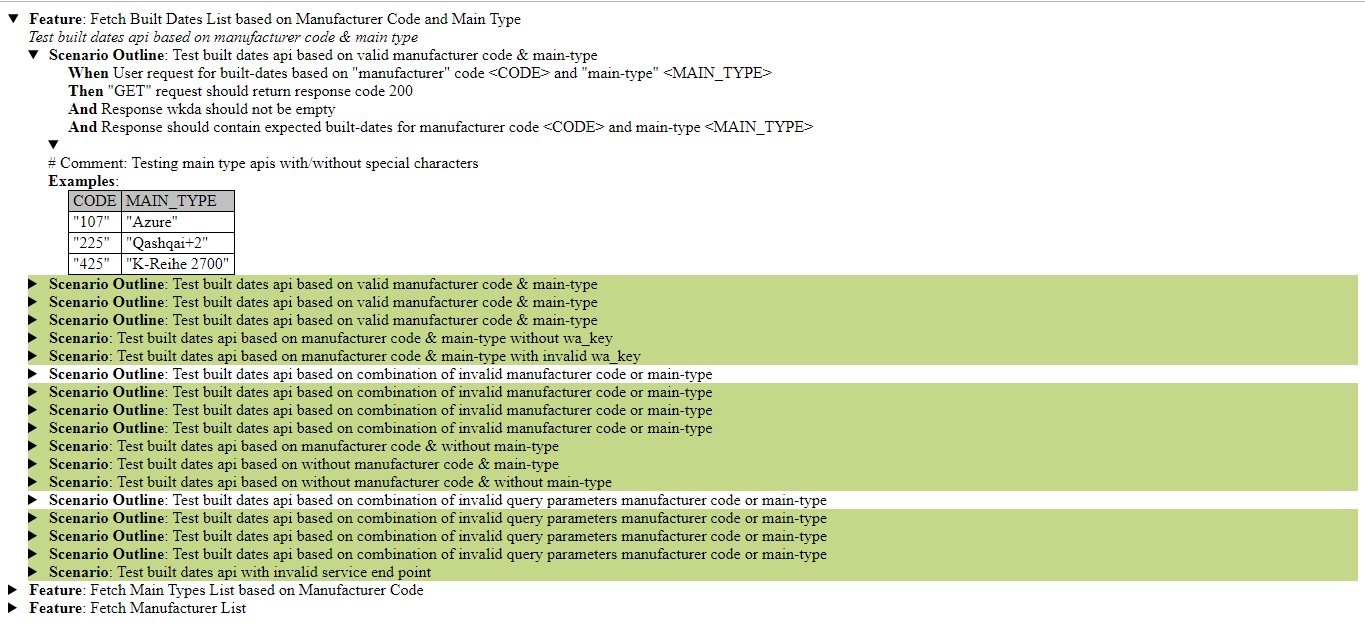 Feature: Fetch Built Dates List based on Manufacturer Code and Main Type
Test built dates api based on manufacturer code & main type
Scenario Outline: Test built dates api based on valid manufacturer code & main-type
When User request for built-dates based on "manufacturer" code <CODE> and "main-type" <MAIN_TYPE>
Then "GET" request should return response code 200
And Response wkda should not be empty
And Response should contain expected built-dates for manufacturer code <CODE> and main-type <MAIN_TYPE>
# Comment: Testing main type apis with/without special characters
Examples:
CODE MAIN_TYPE
"107" "Azure"
"225" "Qashqai+2"
"425" "K-Reihe 2700"
Scenario Outline: Test built dates api based on valid manufacturer code & main-type
Scenario Outline: Test built dates api based on valid manufacturer code & main-type
Scenario Outline: Test built dates api based on valid manufacturer code & main-type
Scenario: Test built dates api based on manufacturer code & main-type without wa_key
Scenario: Test built dates api based on manufacturer code & main-type with invalid wa_key
Scenario Outline: Test built dates api based on combination of invalid manufacturer code or main-type
Scenario Outline: Test built dates api based on combination of invalid manufacturer code or main-type
Scenario Outline: Test built dates api based on combination of invalid manufacturer code or main-type
Scenario Outline: Test built dates api based on combination of invalid manufacturer code or main-type
Scenario: Test built dates api based on manufacturer code & without main-type
Scenario: Test built dates api based on without manufacturer code & main-type
Scenario: Test built dates api based on without manufacturer code & without main-type
Scenario Outline: Test built dates api based on combination of invalid query parameters manufacturer code or main-type
Scenario Outline: Test built dates api based on combination of invalid query parameters manufacturer code or main-type
Scenario Outline: Test built dates api based on combination of invalid query parameters manufacturer code or main-type
Scenario Outline: Test built dates api based on combination of invalid query parameters manufacturer code or main-type
Scenario: Test built dates api with invalid service end point
Feature: Fetch Main Types List based on Manufacturer Code
Feature: Fetch Manufacturer List